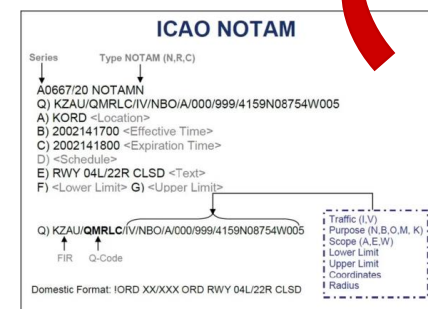 ICAO NOTAM
Series Type NOTAM (N,R,C)
A0667/20 NOTAMN
Q) KZAU/QMRLC/IV/NBO/A/000/999/4159N08754W005
A) KORD <Location>
B) 2002141700 <Effective Time>
C) 2002141800 <Expiration Time>
D) <Schedule>
E) RWY 04L/22R CLSD <Text>
F) <Lower Limit> G) <Upper Limit>
Q) KZAU/QMRLC/IV/NBO/A/000/999/4159N08754W005
FIR Q-Code
Traffic (I,V)
Purpose (N,B,O,M, K)
Scope (A,E,W)
Lower Limit
Upper Limit
Coordinates
Radius
Domestic Format: !ORD XX/XXX ORD RWY 04L/22R CLSD